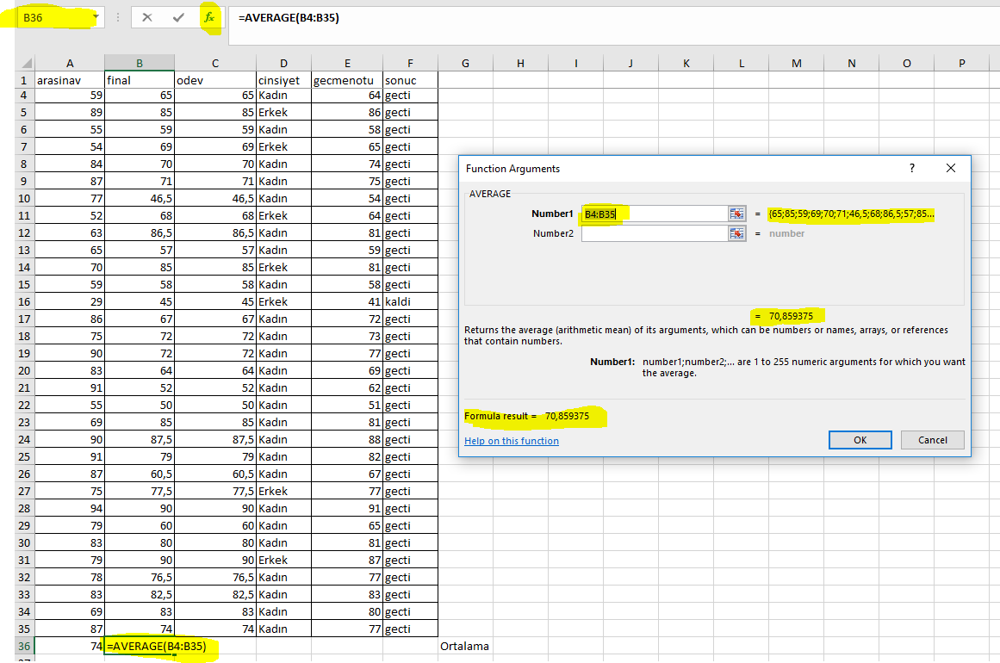 B36 fx =AVERAGE(B4:B35)
A B C D E F G H I J K L M N O P
1 arasinav final odev cinsiyet gecmenotu sonuc
4 59 65 65 Kadın 64 gecti
5 89 85 85 Erkek 86 gecti
6 55 59 59 Kadın 58 gecti
7 54 69 69 Erkek 65 gecti
8 84 70 70 Kadın 74 gecti
9 87 71 71 Kadın 75 gecti
10 77 46,5 46,5 Kadın 54 gecti
11 52 68 68 Erkek 64 gecti
12 63 86,5 86,5 Kadın 81 gecti
13 65 57 57 Kadın 59 gecti
14 70 85 85 Erkek 81 gecti
15 59 58 58 Kadın 58 gecti
16 29 45 45 Erkek 41 kaldi
17 86 67 67 Kadın 72 gecti
18 75 72 72 Kadın 73 gecti
19 90 72 72 Kadın 77 gecti
20 83 64 64 Kadın 69 gecti
21 91 52 52 Kadın 62 gecti
22 55 50 50 Kadın 51 gecti
23 69 85 85 Kadın 81 gecti
24 90 87,5 87,5 Kadın 88 gecti
25 91 79 79 Kadın 82 gecti
26 87 60,5 60,5 Kadın 67 gecti
27 75 77,5 77,5 Erkek 77 gecti
28 94 90 90 Kadın 91 gecti
29 79 60 60 Kadın 65 gecti
30 83 80 80 Kadın 81 gecti
31 79 90 90 Erkek 87 gecti
32 78 76,5 76,5 Kadın 77 gecti
33 83 82,5 82,5 Kadın 83 gecti
34 69 83 83 Kadın 80 gecti
35 87 74 74 Kadın 77 gecti
36 74 =AVERAGE(B4:B35) Ortalama
Function Arguments ?
AVERAGE
Number1 B4:B35 = {65;85;59;69;70;71;46,5;68;86,5;57;85...
Number2 = number
= 70,859375
Returns the average (arithmetic mean) of its arguments, which can be numbers or names, arrays, or references
that contain numbers.
Number1: number1;number2;... are 1 to 255 numeric arguments for which you want
the average.
Formula result = 70,859375
Help on this function OK Cancel